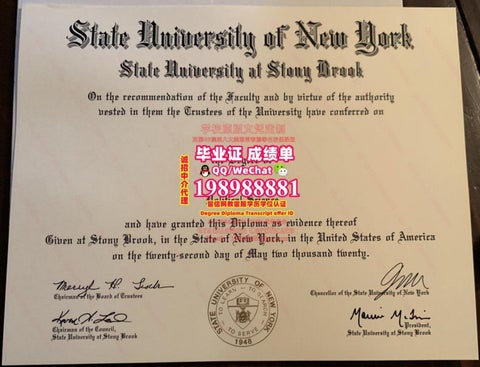 State University of New York
State University at Stony Brook
On the recommendation of the Faculty and by virtue of the authority
vested in them the Trustees of the University have conferred on
毕业证 成绩单
QQ/WeChat
198988881
诚招中介代理
Degree Diploma Transcript offer ID
and have granted this Diploma as evidence thereof
Given at Stony Brook, in the State of New York, in the United States of America
on the twenty-second day of May two thousand twenty.
Chairman of the Board of Trustees
Chancellor of the State University of New York
Chairman of the Council,
State University at Stony Brook
STATE UNIVERSITY OF NEW YORK
TO LEARN TO SEARCH
TO SERVE
1948
President,
State University at Stony Brook